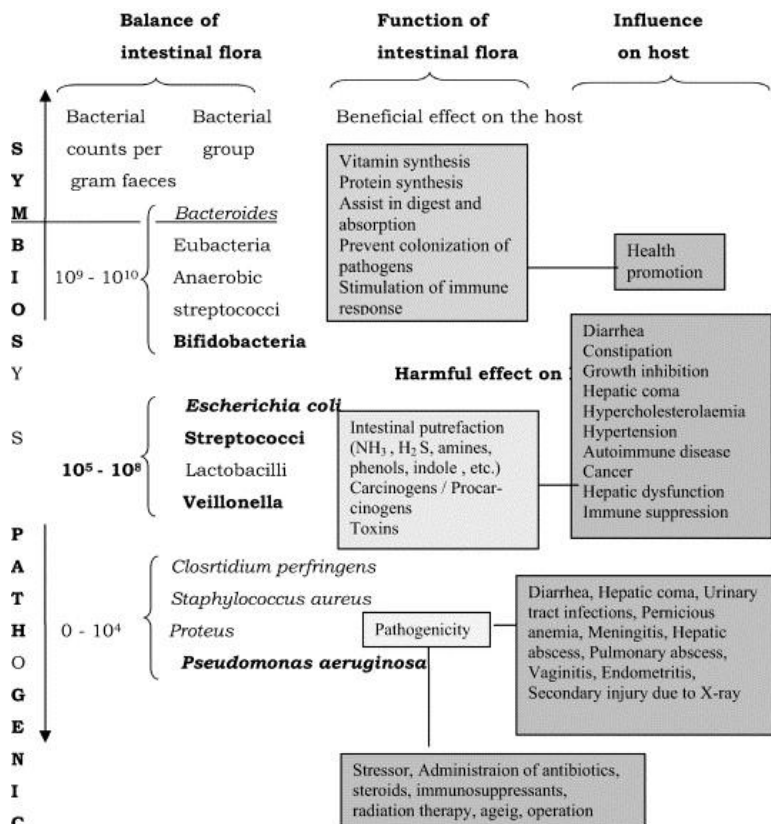 Balance of
intestinal flora
Function of
intestinal flora
Influence
on host
Bacterial
counts per
gram faeces
Bacterial
group
Beneficial effect on the host
SYMBIOSYS
PATHOGENIC
10⁹ - 10¹⁰
Bacteroides
Eubacteria
Anaerobic
streptococci
Bifidobacteria
Vitamin synthesis
Protein synthesis
Assist in digest and
absorption
Prevent colonization of
pathogens
Stimulation of immune
response
Health
promotion
Harmful effect on
10⁵ - 10⁸
Escherichia coli
Streptococci
Lactobacilli
Veillonella
Intestinal putrefaction
(NH₃ , H₂ S, amines,
phenols, indole , etc.)
Carcinogens / Procar-
cinogens
Toxins
Diarrhea
Constipation
Growth inhibition
Hepatic coma
Hypercholesterolaemia
Hypertension
Autoimmune disease
Cancer
Hepatic dysfunction
Immune suppression
0 - 10⁴
Closrtidium perfringens
Staphylococcus aureus
Proteus
Pseudomonas aeruginosa
Pathogenicity
Diarrhea, Hepatic coma, Urinary
tract infections, Pernicious
anemia, Meningitis, Hepatic
abscess, Pulmonary abscess,
Vaginitis, Endometritis,
Secondary injury due to X-ray
Stressor, Administraion of antibiotics,
steroids, immunosuppressants,
radiation therapy, ageig, operation